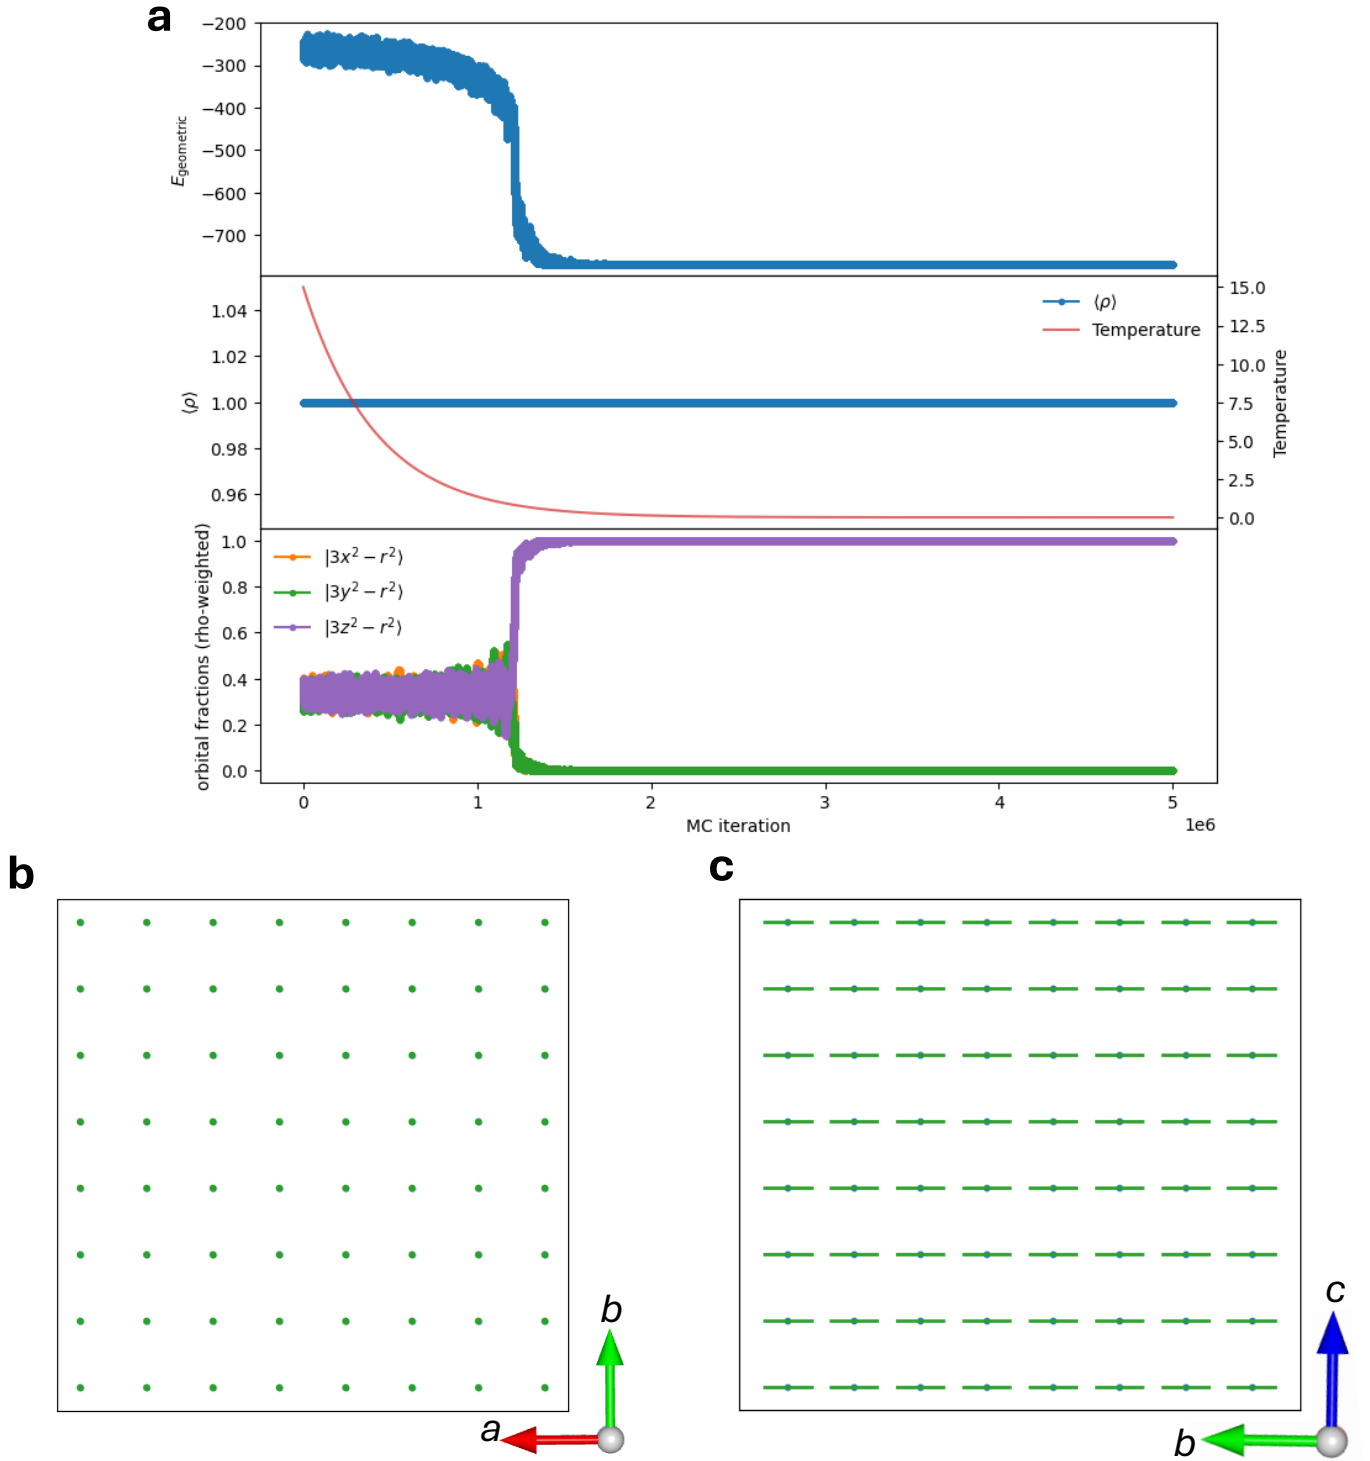 a
−200
−300
−400
−500
−600
−700
E_geometric
1.04
1.02
1.00
0.98
0.96
⟨ρ⟩
⟨ρ⟩
Temperature
15.0
12.5
10.0
7.5
5.0
2.5
0.0
Temperature
1.0
0.8
0.6
0.4
0.2
0.0
orbital fractions (rho-weighted)
|3x² − r²⟩
|3y² − r²⟩
|3z² − r²⟩
0 1 2 3 4 5
MC iteration
1e6
b
b
a
c
c
b